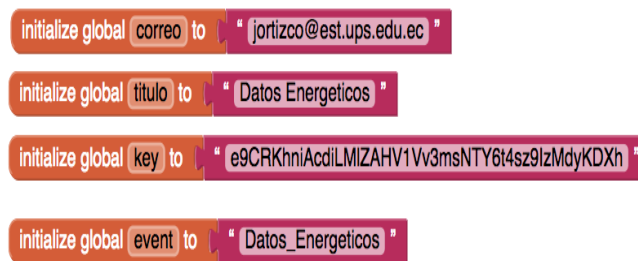 initialize global correo to " jortizco@est.ups.edu.ec "
initialize global titulo to " Datos Energeticos "
initialize global key to " e9CRKhniAcdiLMlZAHV1Vv3msNTY6t4sz9IzMdyKDXh "
initialize global event to " Datos_Energeticos "